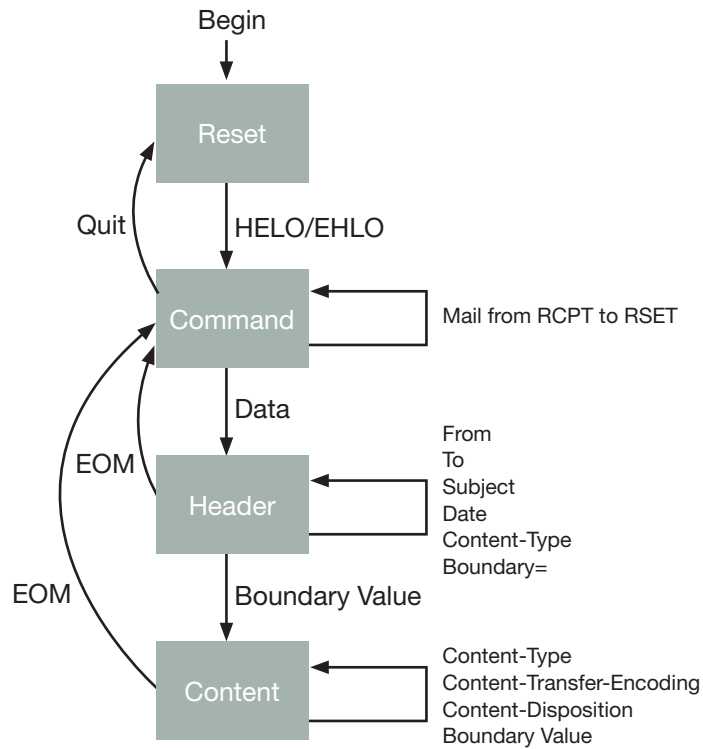 Begin
Reset
Quit
HELO/EHLO
Command
Mail from RCPT to RSET
Data
EOM
Header
From
To
Subject
Date
Content-Type
Boundary=
EOM
Boundary Value
Content
Content-Type
Content-Transfer-Encoding
Content-Disposition
Boundary Value